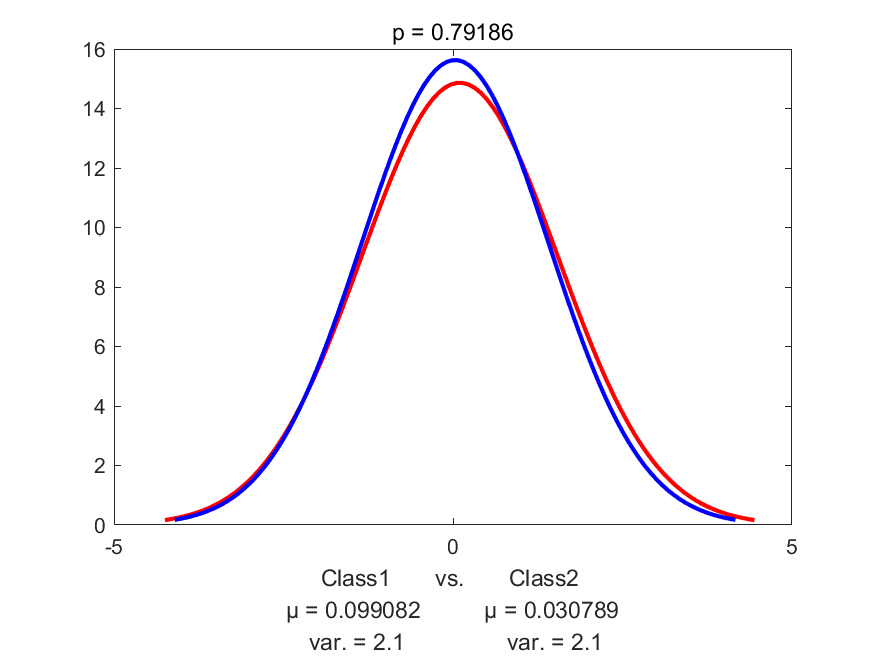 p = 0.79186
16
14
12
10
8
6
4
2
0
-5 0 5
Class1 vs. Class2
μ = 0.099082 μ = 0.030789
var. = 2.1 var. = 2.1